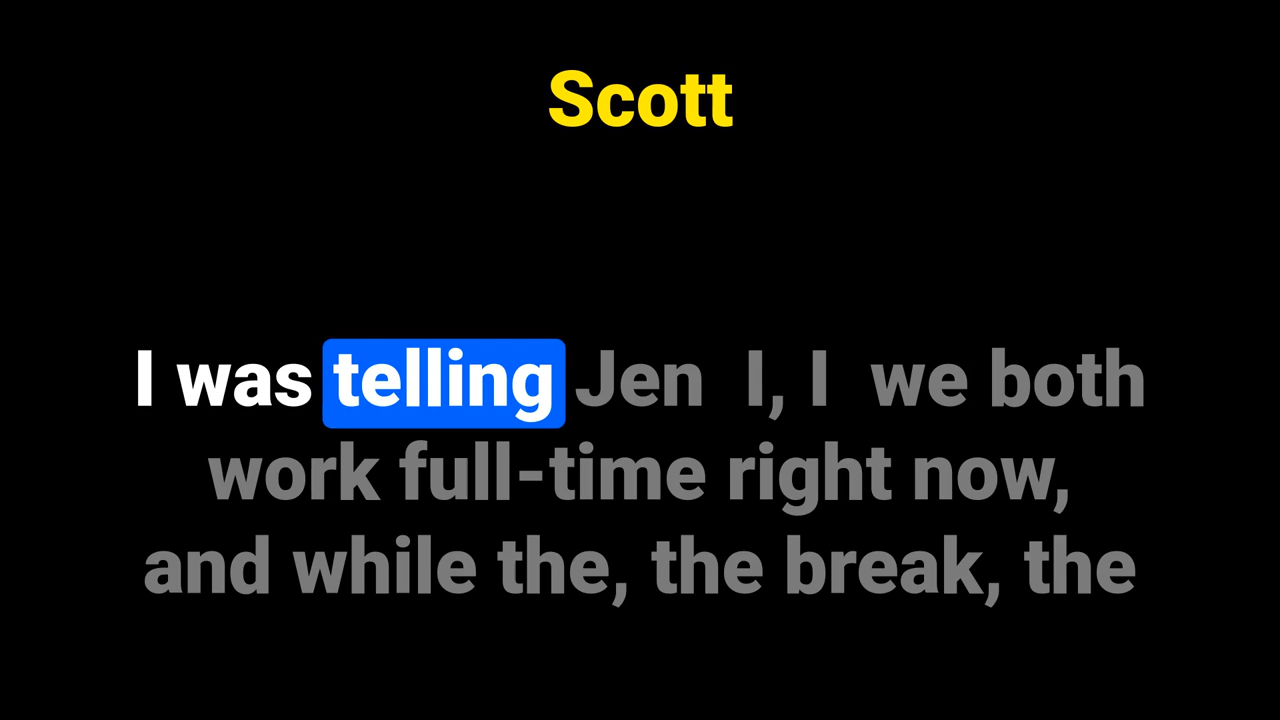 Scott
I was telling Jen  I, I  we both
work full-time right now,
and while the, the break, the